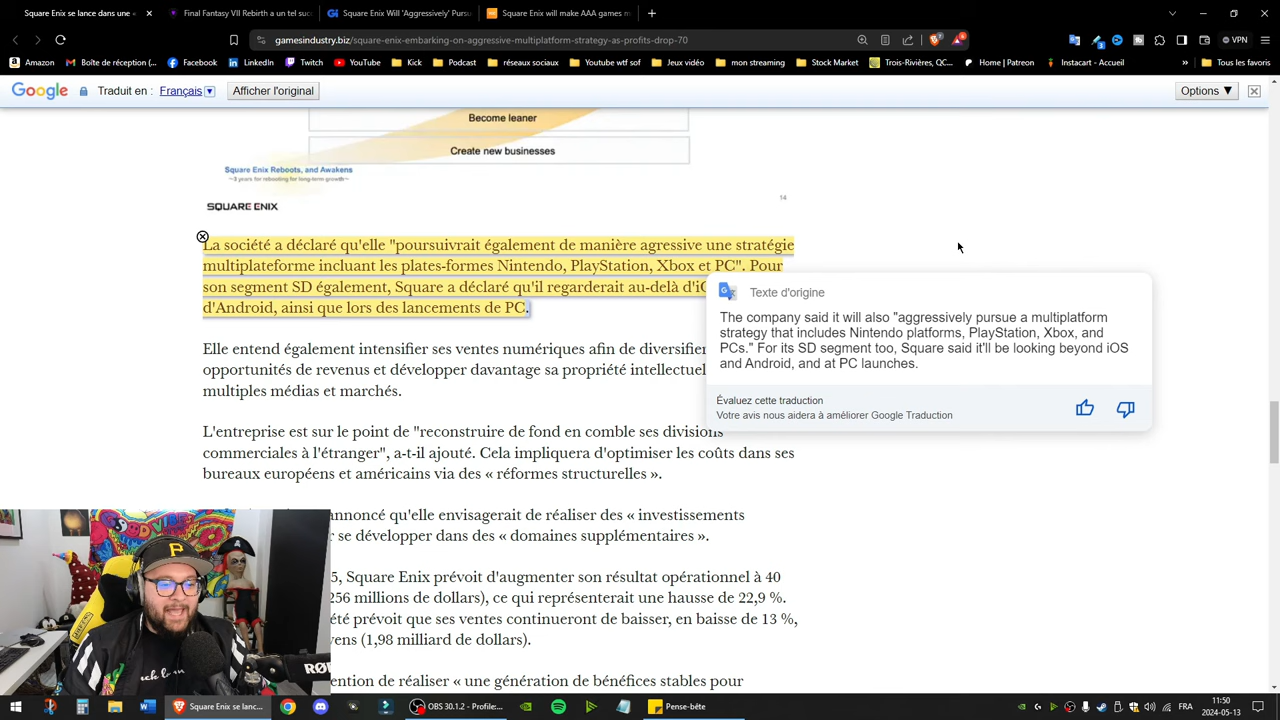 Square Enix se lance dans une «
Final Fantasy VII Rebirth a un tel suc
Square Enix Will 'Aggressively' Pursu
Square Enix will make AAA games m
gamesindustry.biz/square-enix-embarking-on-aggressive-multiplatform-strategy-as-profits-drop-70
VPN
Amazon
Boîte de réception (...
Facebook
LinkedIn
Twitch
YouTube
Kick
Podcast
réseaux sociaux
Youtube wtf sof
Jeux vidéo
mon streaming
Stock Market
Trois-Rivières, QC...
Home | Patreon
Instacart - Accueil
Tous les favoris
Google
Traduit en : Français
Afficher l'original
Options ▼
Become leaner
Create new businesses
Square Enix Reboots, and Awakens
~3 years for rebooting for long-term growth~
14
SQUARE ENIX
La société a déclaré qu'elle "poursuivrait également de manière agressive une stratégie
multiplateforme incluant les plates-formes Nintendo, PlayStation, Xbox et PC". Pour
son segment SD également, Square a déclaré qu'il regarderait au-delà d'iO
d'Android, ainsi que lors des lancements de PC.
Texte d'origine
The company said it will also "aggressively pursue a multiplatform
strategy that includes Nintendo platforms, PlayStation, Xbox, and
PCs." For its SD segment too, Square said it'll be looking beyond iOS
and Android, and at PC launches.
Évaluez cette traduction
Votre avis nous aidera à améliorer Google Traduction
Elle entend également intensifier ses ventes numériques afin de diversifier
opportunités de revenus et développer davantage sa propriété intellectuel
multiples médias et marchés.
L'entreprise est sur le point de "reconstruire de fond en comble ses divisions
commerciales à l'étranger", a-t-il ajouté. Cela impliquera d'optimiser les coûts dans ses
bureaux européens et américains via des « réformes structurelles ».
annoncé qu'elle envisagerait de réaliser des « investissements
r se développer dans des « domaines supplémentaires ».
5, Square Enix prévoit d'augmenter son résultat opérationnel à 40
256 millions de dollars), ce qui représenterait une hausse de 22,9 %.
été prévoit que ses ventes continueront de baisser, en baisse de 13 %,
yens (1,98 milliard de dollars).
ention de réaliser « une génération de bénéfices stables pour
GOOD VIBES
P
RØD
Square Enix se lanc...
OBS 30.1.2 - Profile:...
Pense-bête
FRA
11:50
2024-05-13